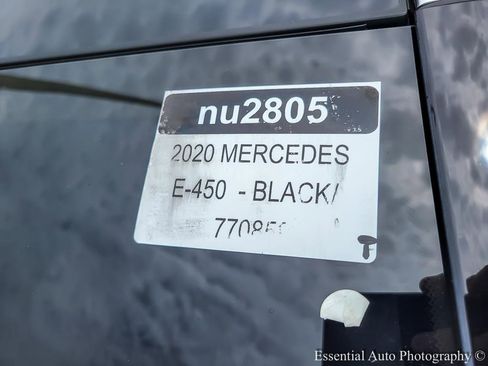 nu2805
2020 MERCEDES
E-450 - BLACK/
Essential Auto Photography (C)